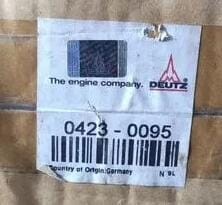 The engine company.
DEUTZ
0423 - 0095
Country of Origin:Germany